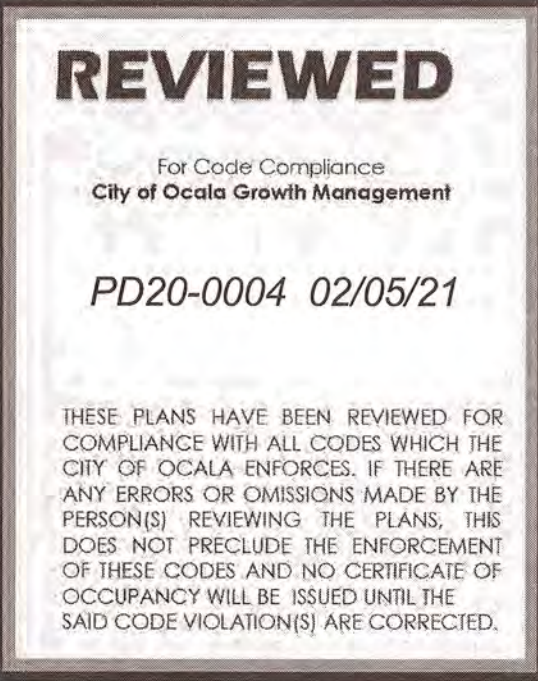 REVIEWED
For Code Compliance
City of Ocala Growth Management
PD20-0004 02/05/21
THESE PLANS HAVE BEEN REVIEWED FOR
COMPLIANCE WITH ALL CODES WHICH THE
CITY OF OCALA ENFORCES. IF THERE ARE
ANY ERRORS OR OMISSIONS MADE BY THE
PERSON(S) REVIEWING THE PLANS, THIS
DOES NOT PRECLUDE THE ENFORCEMENT
OF THESE CODES AND NO CERTIFICATE OF
OCCUPANCY WILL BE ISSUED UNTIL THE
SAID CODE VIOLATION(S) ARE CORRECTED.